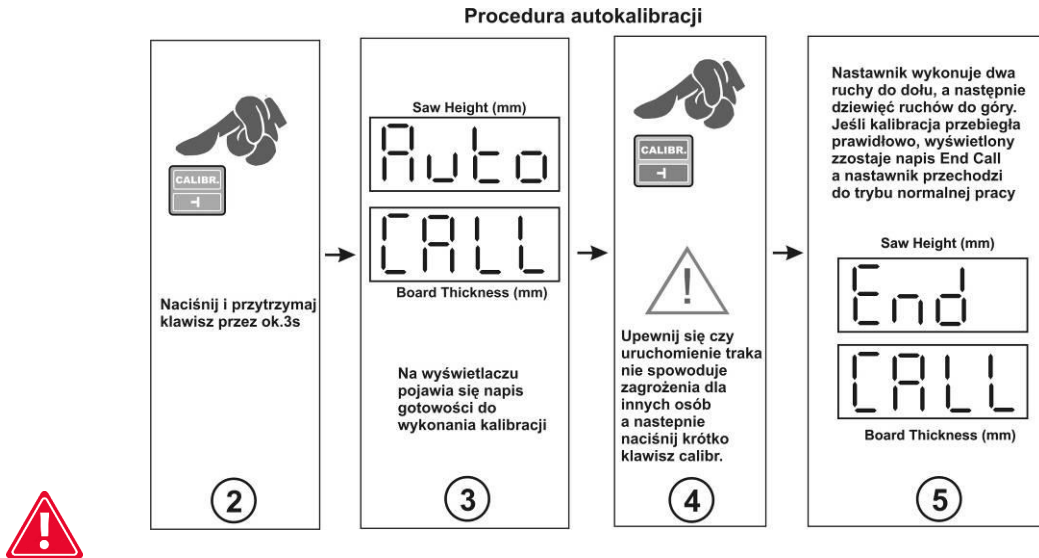 Procedura autokalibracji
CALIBR.
Naciśnij i przytrzymaj
klawisz przez ok.3s
2
Saw Height (mm)
Auto
CALL
Board Thickness (mm)
Na wyświetlaczu
pojawia się napis
gotowości do
wykonania kalibracji
3
CALIBR.
!
Upewnij się czy
uruchomienie traka
nie spowoduje
zagrożenia dla
innych osób
a nastepnie
naciśnij krótko
klawisz calibr.
4
Nastawnik wykonuje dwa
ruchy do dołu, a następnie
dziewięć ruchów do góry.
Jeśli kalibracja przebiegła
prawidłowo, wyświetlony
zzostaje napis End Call
a nastawnik przechodzi
do trybu normalnej pracy
Saw Height (mm)
End
CALL
Board Thickness (mm)
5
!